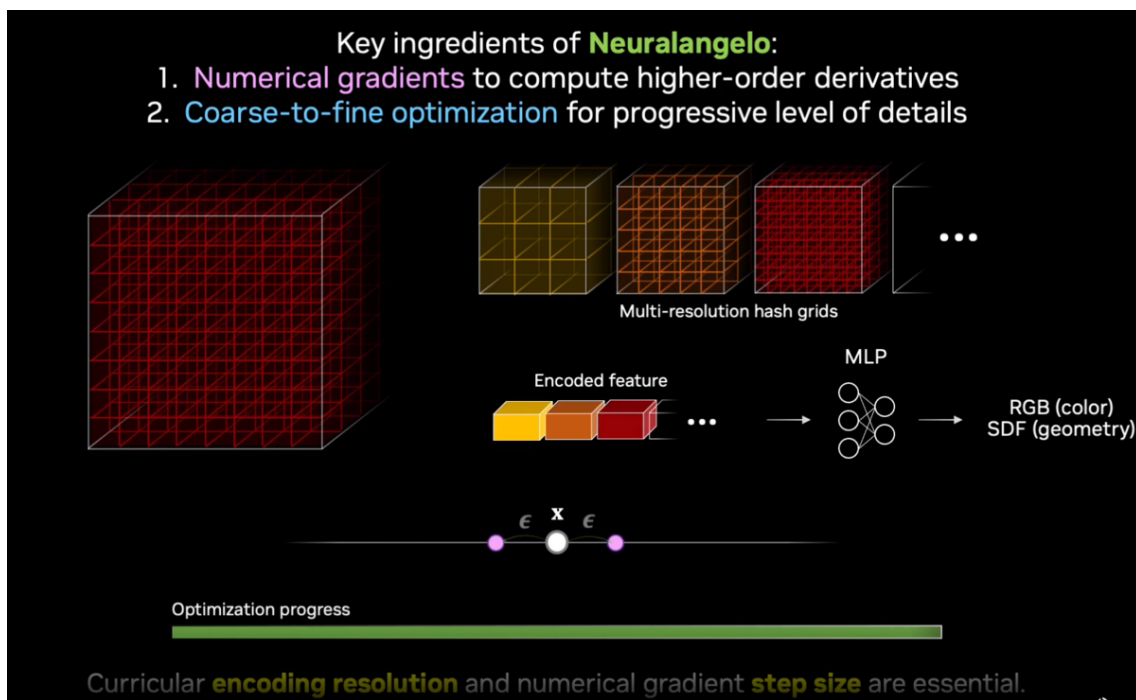 Key ingredients of Neuralangelo:
1. Numerical gradients to compute higher-order derivatives
2. Coarse-to-fine optimization for progressive level of details
...
Multi-resolution hash grids
MLP
Encoded feature
...
RGB (color)
SDF (geometry)
ϵ x ϵ
Optimization progress
Curricular encoding resolution and numerical gradient step size are essential.